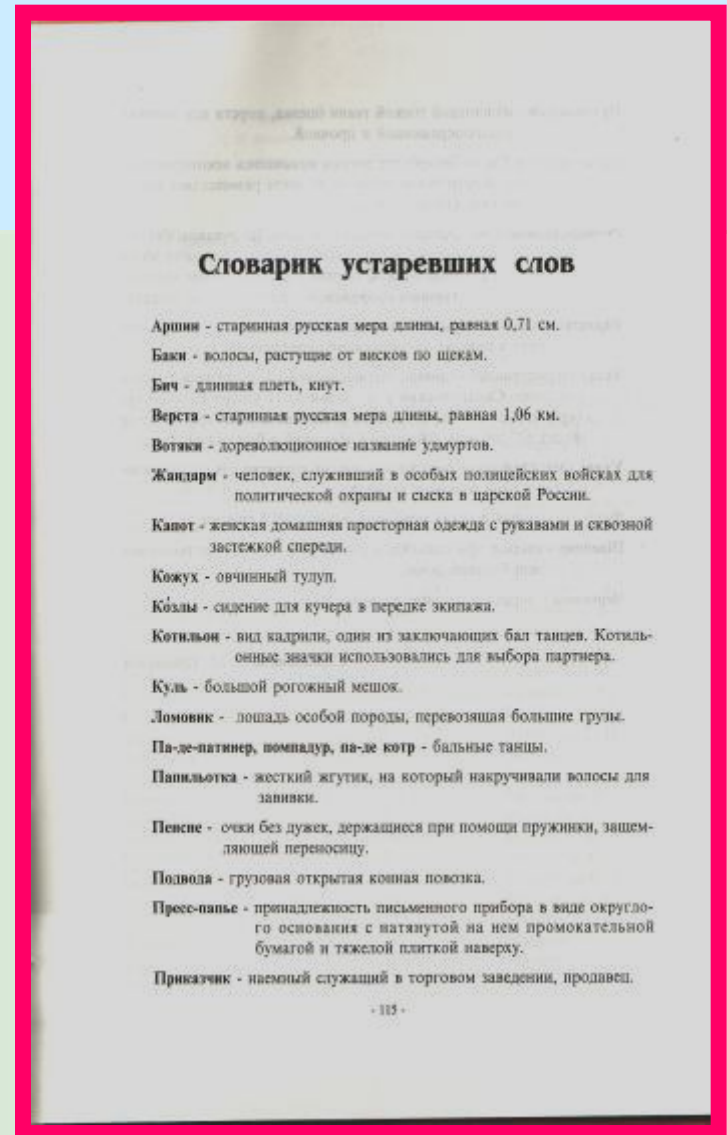 Словарик устаревших слов
Аршин - старинная русская мера длины, равная 0,71 см.
Баки - волосы, растущие от висков по щекам.
Бич - длинная плеть, кнут.
Верста - старинная русская мера длины, равная 1,06 км.
Вотяки - дореволюционное название удмуртов.
Жандарм - человек, служивший в особых полицейских войсках для
политической охраны и сыска в царской России.
Капот - женская домашняя просторная одежда с рукавами и сквозной
застежкой спереди.
Кожух - овчинный тулуп.
Ко́злы - сидение для кучера в передке экипажа.
Котильон - вид кадрили, один из заключающих бал танцев. Котиль-
онные значки использовались для выбора партнера.
Куль - большой рогожный мешок.
Ломовик - лошадь особой породы, перевозящая большие грузы.
Па-де-патинер, помпадур, па-де котр - бальные танцы.
Папильотка - жесткий жгутик, на который накручивали волосы для
завивки.
Пенсне - очки без дужек, держащиеся при помощи пружинки, защем-
ляющей переносицу.
Подвода - грузовая открытая конная повозка.
Пресс-папье - принадлежность письменного прибора в виде округло-
го основания с натянутой на нем промокательной
бумагой и тяжелой плиткой наверху.
Приказчик - наемный служащий в торговом заведении, продавец.
- 115 -